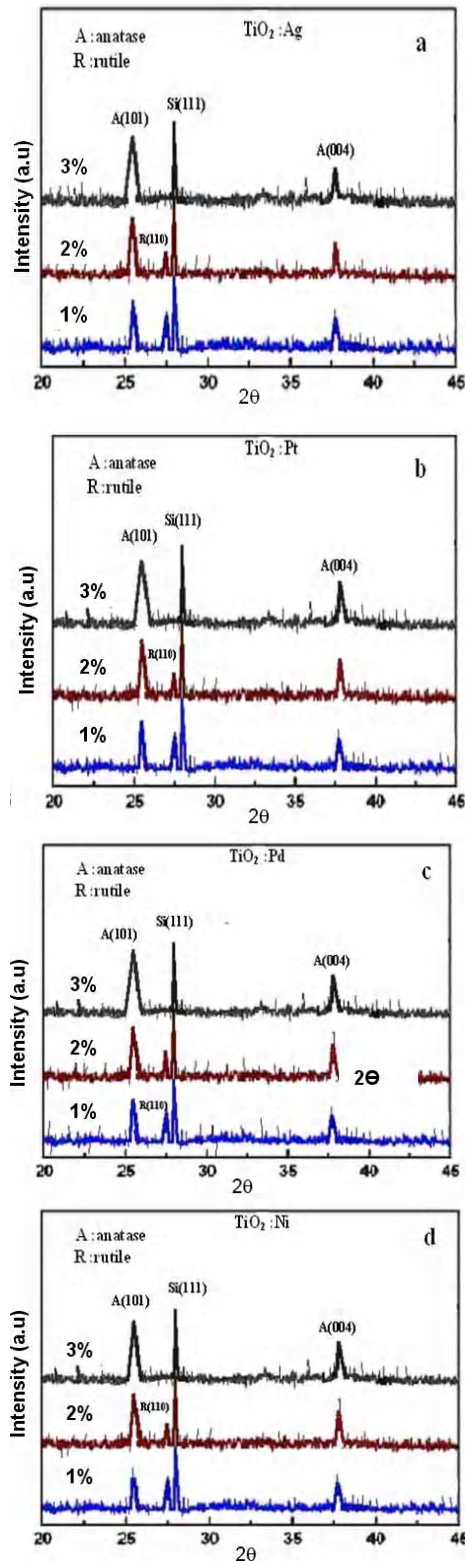 TiO2 :Ag
a
A :anatase
R :rutile
Si(111)
A(101)
A(004)
3%
2%
R(110)
1%
Intensity (a.u)
20 25 30 35 40 45
2θ
TiO2 :Pt
b
A :anatase
R :rutile
Si(111)
A(101)
A(004)
3%
R(110)
2%
1%
Intensity (a.u)
20 25 30 35 40 45
2θ
TiO2 :Pd
c
A :anatase
R :rutile
Si(111)
A(101)
A(004)
3%
2%
2Θ
R(110)
1%
Intensity (a.u)
20 25 30 35 40 45
2θ
TiO2 :Ni
d
A :anatase
R :rutile
Si(111)
A(101)
A(004)
3%
R(110)
2%
1%
Intensity (a.u)
20 25 30 35 40 45
2θ